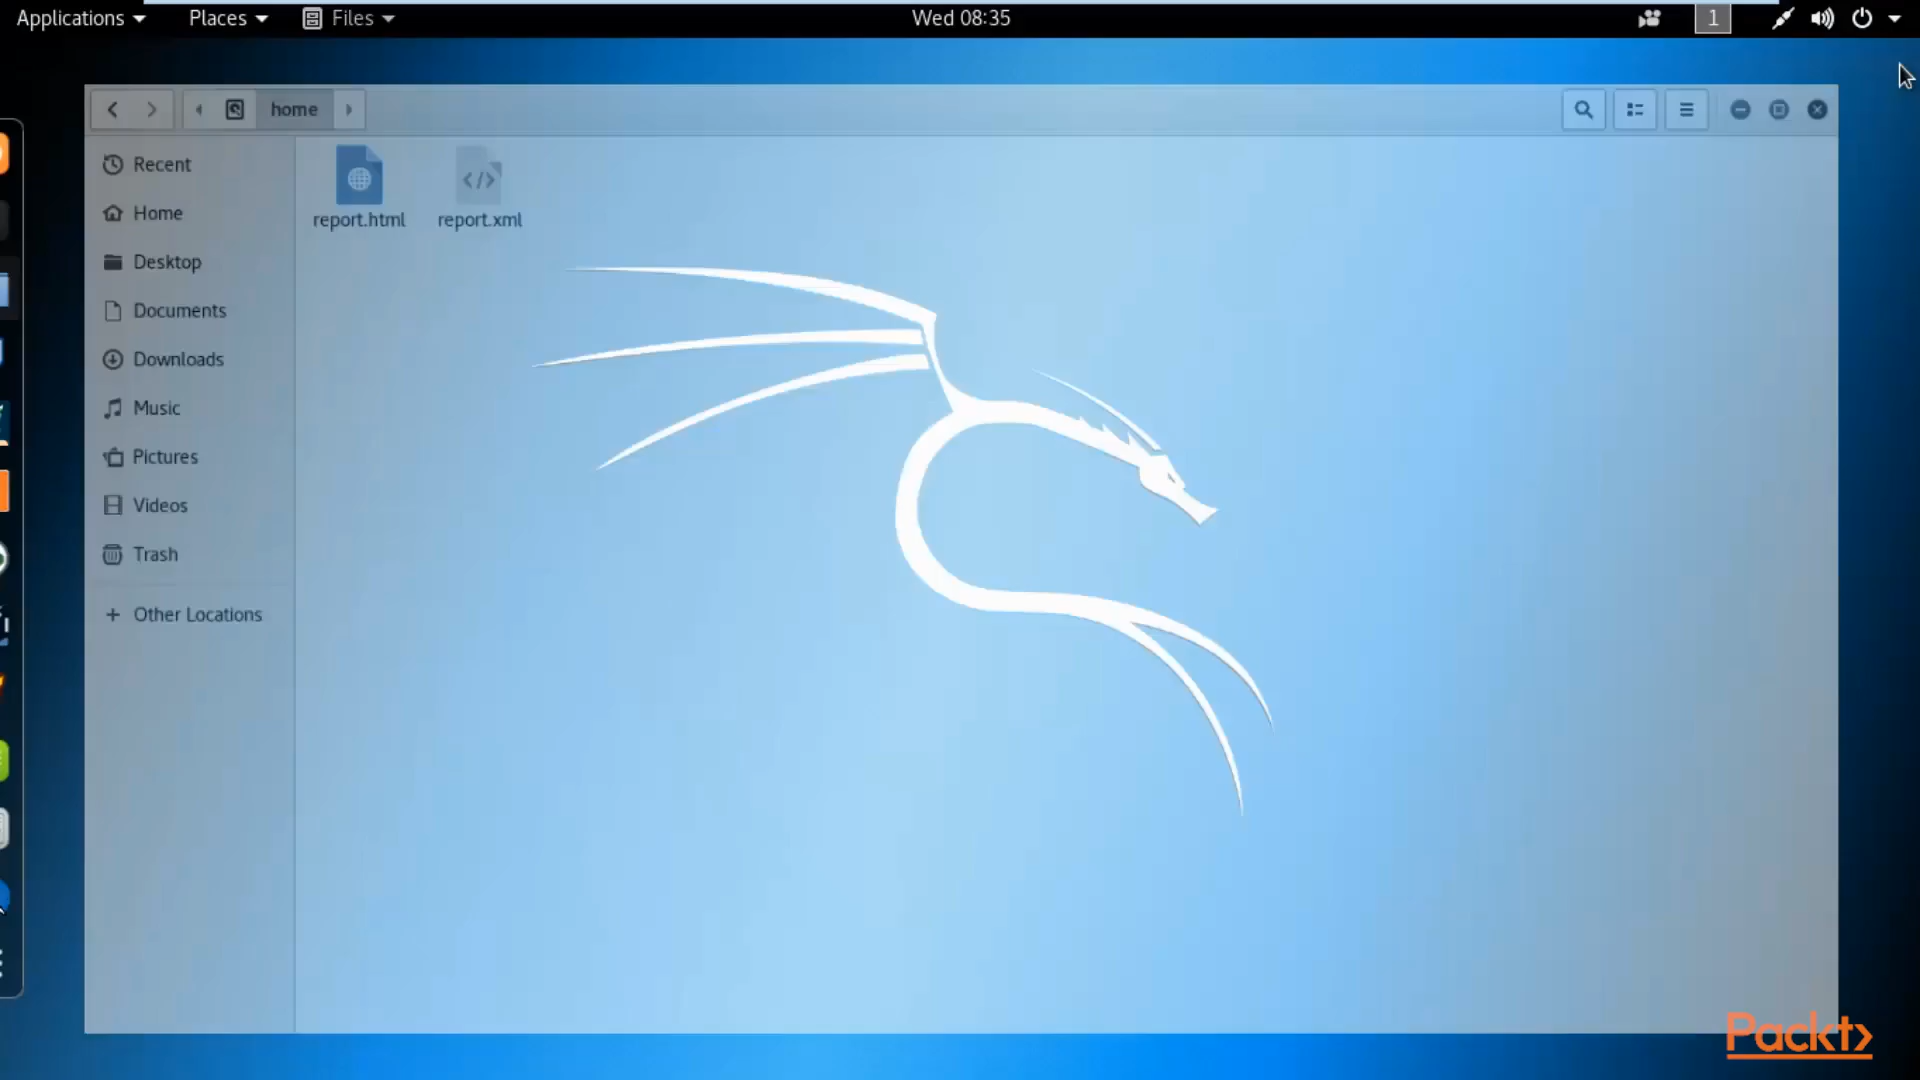 Applications Places Files Wed 08:35 1
home
Recent
Home
Desktop
Documents
Downloads
Music
Pictures
Videos
Trash
Other Locations
report.html report.xml
Packt